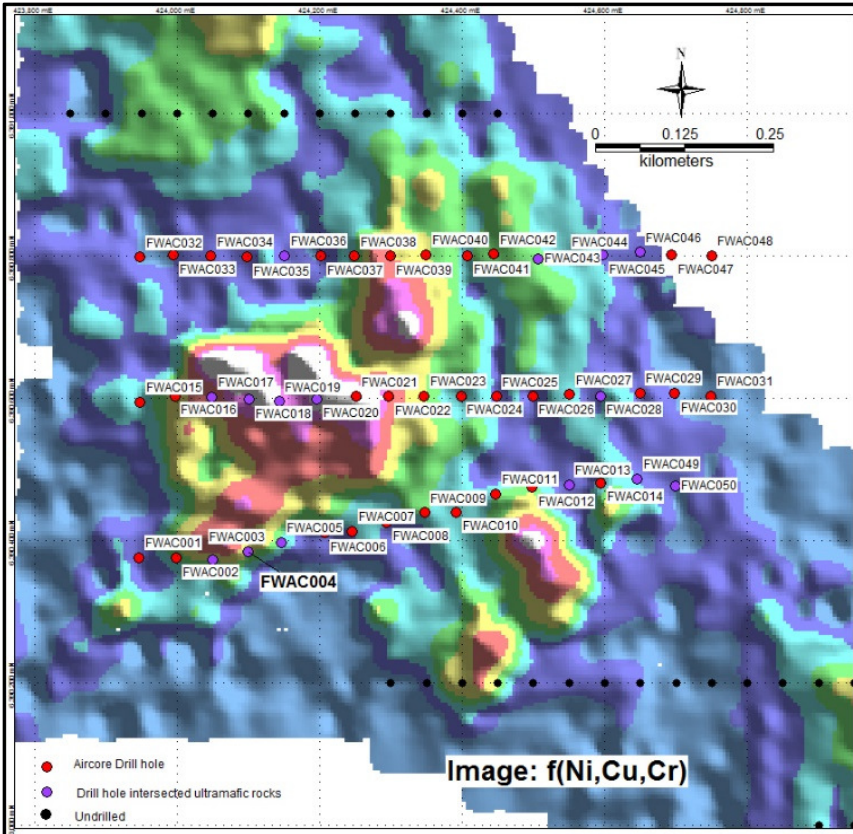 423,800 mE 424,000 mE 424,200 mE 424,400 mE 424,600 mE 424,800 mE
N
0 0.125 0.25
kilometers
FWAC032 FWAC034 FWAC036 FWAC038 FWAC040 FWAC042 FWAC044 FWAC046 FWAC048
FWAC033 FWAC035 FWAC037 FWAC039 FWAC041 FWAC043 FWAC045 FWAC047
FWAC015 FWAC017 FWAC019 FWAC021 FWAC023 FWAC025 FWAC027 FWAC029 FWAC031
FWAC016 FWAC018 FWAC020 FWAC022 FWAC024 FWAC026 FWAC028 FWAC030
FWAC011 FWAC013 FWAC049
FWAC009 FWAC012 FWAC014 FWAC050
FWAC001 FWAC003 FWAC005 FWAC007 FWAC010
FWAC002 FWAC006 FWAC008
FWAC004
Image: f(Ni,Cu,Cr)
Aircore Drill hole
Drill hole intersected ultramafic rocks
Undrilled